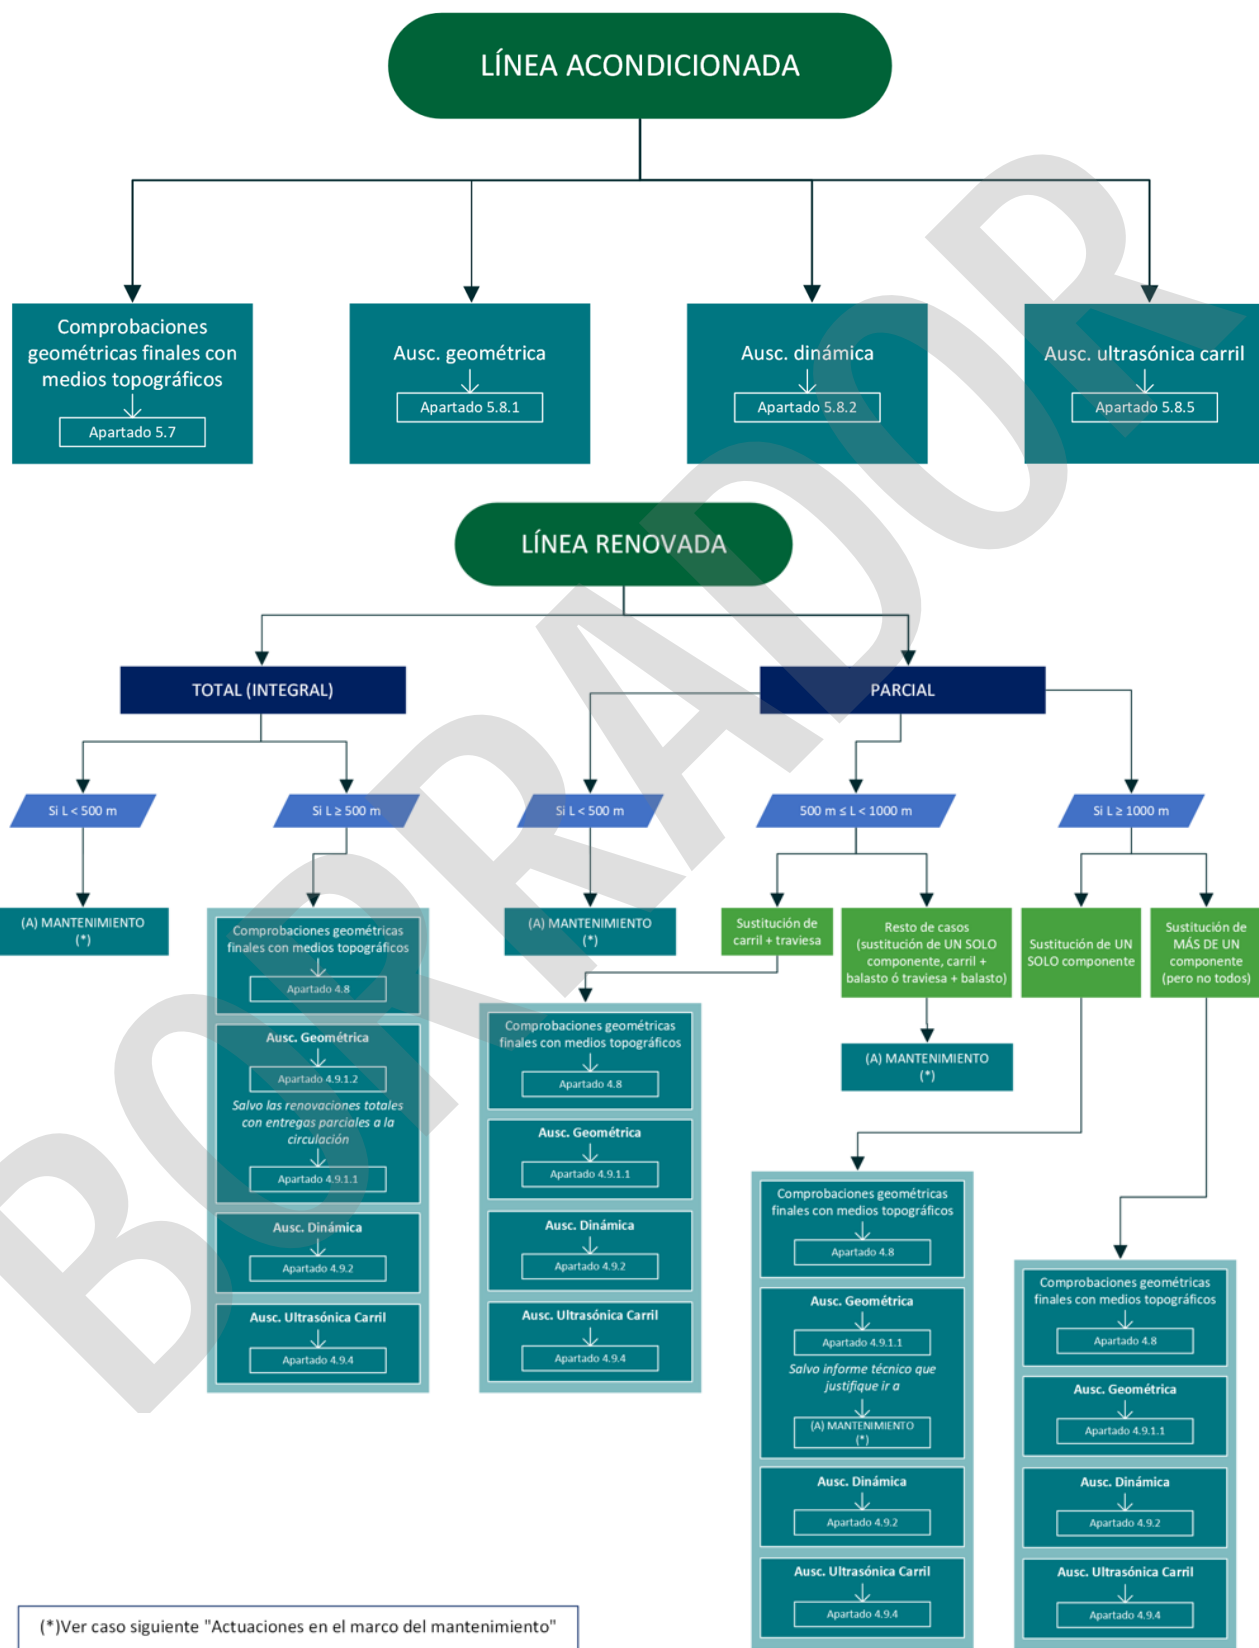 LÍNEA ACONDICIONADA
Comprobaciones
geométricas finales con
medios topográficos
Apartado 5.7
Ausc. geométrica
Apartado 5.8.1
Ausc. dinámica
Apartado 5.8.2
Ausc. ultrasónica carril
Apartado 5.8.5
LÍNEA RENOVADA
TOTAL (INTEGRAL)
PARCIAL
Si L < 500 m
Si L ≥ 500 m
Si L < 500 m
500 m ≤ L < 1000 m
Si L ≥ 1000 m
(A) MANTENIMIENTO
(*)
Comprobaciones geométricas
finales con medios topográficos
Apartado 4.8
Ausc. Geométrica
Apartado 4.9.1.2
Salvo las renovaciones totales
con entregas parciales a la
circulación
Apartado 4.9.1.1
Ausc. Dinámica
Apartado 4.9.2
Ausc. Ultrasónica Carril
Apartado 4.9.4
(A) MANTENIMIENTO
(*)
Sustitución de
carril + traviesa
Comprobaciones geométricas
finales con medios topográficos
Apartado 4.8
Ausc. Geométrica
Apartado 4.9.1.1
Ausc. Dinámica
Apartado 4.9.2
Ausc. Ultrasónica Carril
Apartado 4.9.4
Resto de casos
(sustitución de UN SOLO
componente, carril +
balasto ó traviesa + balasto)
(A) MANTENIMIENTO
(*)
Sustitución de UN
SOLO componente
Comprobaciones geométricas
finales con medios topográficos
Apartado 4.8
Ausc. Geométrica
Apartado 4.9.1.1
Salvo informe técnico que
justifique ir a
(A) MANTENIMIENTO
(*)
Ausc. Dinámica
Apartado 4.9.2
Ausc. Ultrasónica Carril
Apartado 4.9.4
Sustitución de
MÁS DE UN
componente
(pero no todos)
Comprobaciones geométricas
finales con medios topográficos
Apartado 4.8
Ausc. Geométrica
Apartado 4.9.1.1
Ausc. Dinámica
Apartado 4.9.2
Ausc. Ultrasónica Carril
Apartado 4.9.4
(*)Ver caso siguiente "Actuaciones en el marco del mantenimiento"
BORRADOR